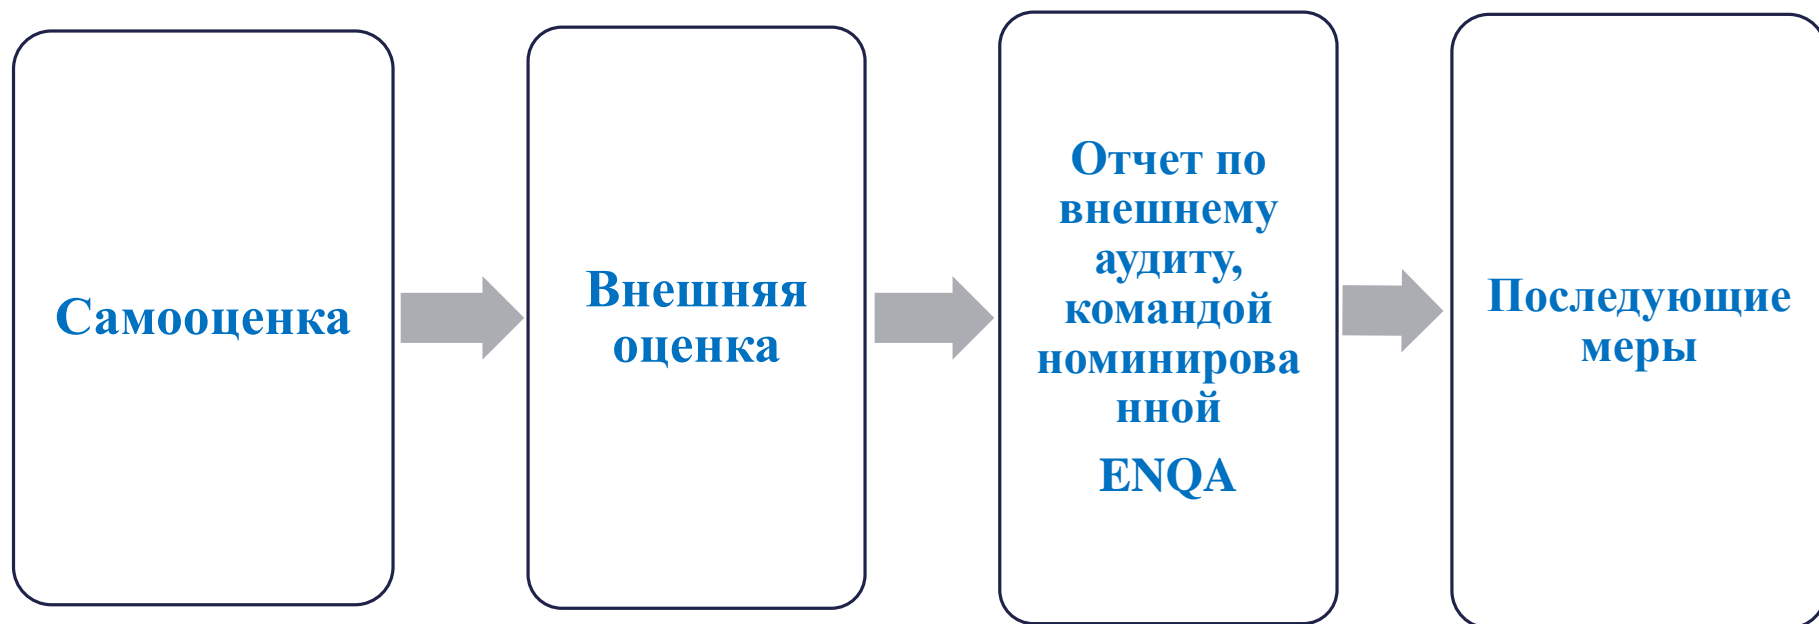 Самооценка
Внешняя
оценка
Отчет по
внешнему
аудиту,
командой
номинирова
нной
ENQA
Последующие
меры